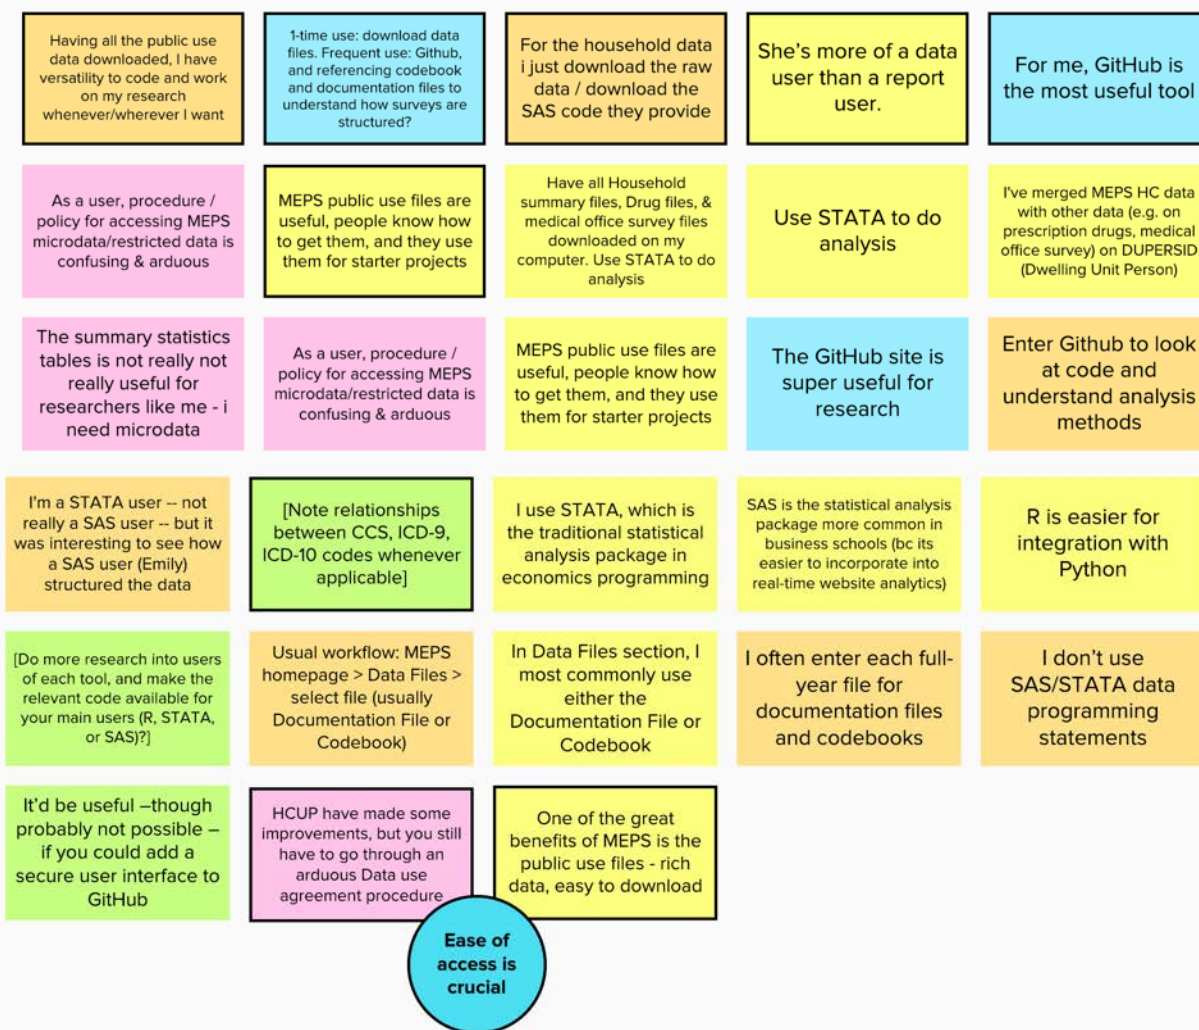 Having all the public use
data downloaded, I have
versatility to code and work
on my research
whenever/wherever I want
1-time use: download data
files. Frequent use: Github,
and referencing codebook
and documentation files to
understand how surveys are
structured?
For the household data
i just download the raw
data / download the
SAS code they provide
She's more of a data
user than a report
user.
For me, GitHub is
the most useful tool
As a user, procedure /
policy for accessing MEPS
microdata/restricted data is
confusing & arduous
MEPS public use files are
useful, people know how
to get them, and they use
them for starter projects
Have all Household
summary files, Drug files, &
medical office survey files
downloaded on my
computer. Use STATA to do
analysis
Use STATA to do
analysis
I've merged MEPS HC data
with other data (e.g. on
prescription drugs, medical
office survey) on DUPERSID
(Dwelling Unit Person)
The summary statistics
tables is not really not
really useful for
researchers like me - i
need microdata
As a user, procedure /
policy for accessing MEPS
microdata/restricted data is
confusing & arduous
MEPS public use files are
useful, people know how
to get them, and they use
them for starter projects
The GitHub site is
super useful for
research
Enter Github to look
at code and
understand analysis
methods
I'm a STATA user -- not
really a SAS user -- but it
was interesting to see how
a SAS user (Emily)
structured the data
[Note relationships
between CCS, ICD-9,
ICD-10 codes whenever
applicable]
I use STATA, which is
the traditional statistical
analysis package in
economics programming
SAS is the statistical analysis
package more common in
business schools (bc its
easier to incorporate into
real-time website analytics)
R is easier for
integration with
Python
[Do more research into users
of each tool, and make the
relevant code available for
your main users (R, STATA,
or SAS)?]
Usual workflow: MEPS
homepage > Data Files >
select file (usually
Documentation File or
Codebook)
In Data Files section, I
most commonly use
either the
Documentation File or
Codebook
I often enter each full-
year file for
documentation files
and codebooks
I don't use
SAS/STATA data
programming
statements
It'd be useful –though
probably not possible –
if you could add a
secure user interface to
GitHub
HCUP have made some
improvements, but you still
have to go through an
arduous Data use
agreement procedure
One of the great
benefits of MEPS is the
public use files - rich
data, easy to download
Ease of
access is
crucial